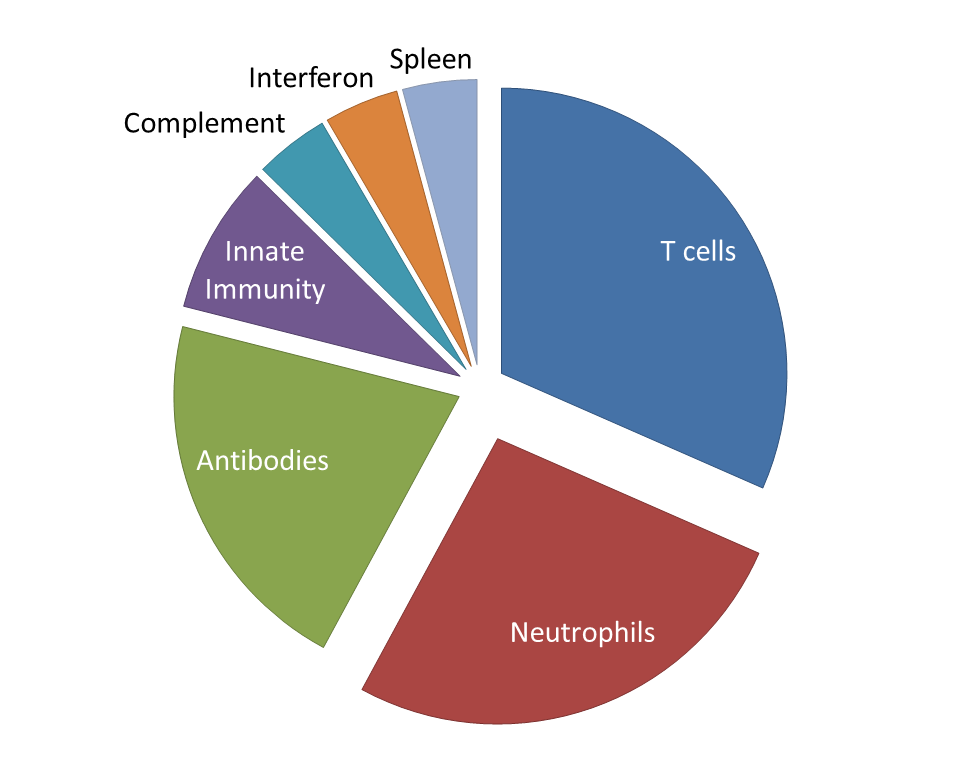 Spleen
Interferon
Complement
T cells
Innate
Immunity
Antibodies
Neutrophils